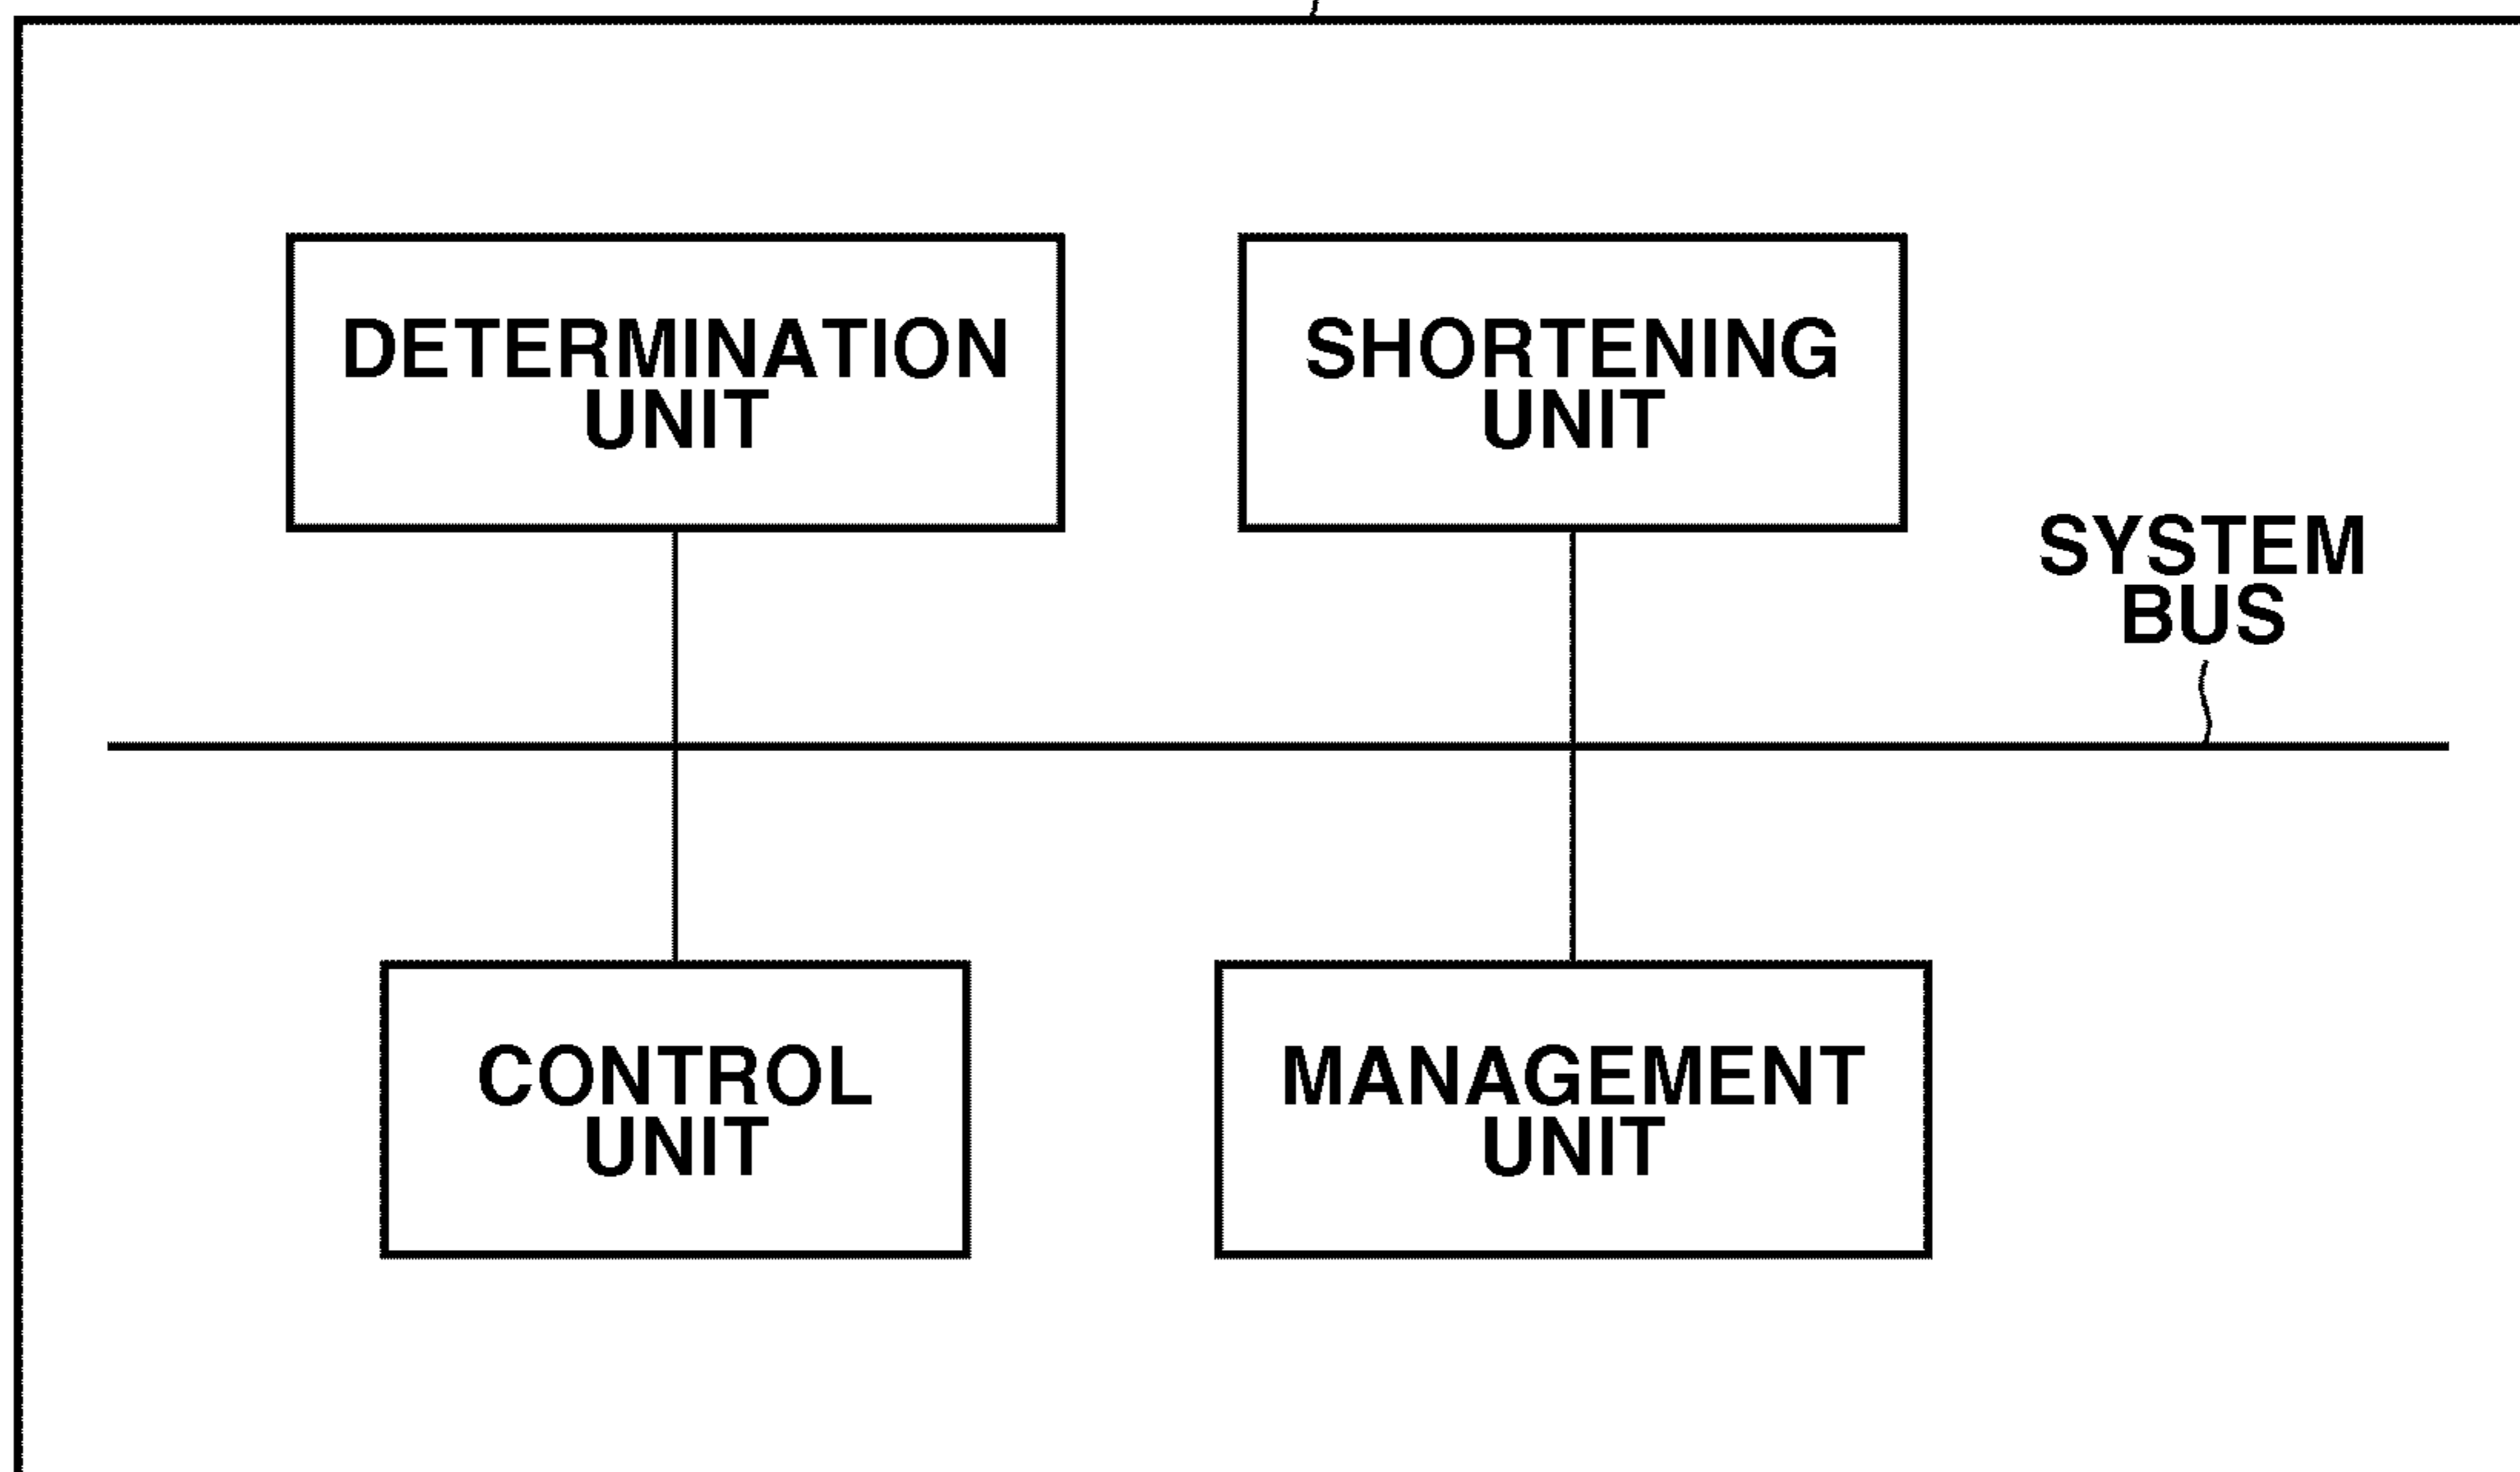 DETERMINATION
UNIT
SHORTENING
UNIT
SYSTEM
BUS
CONTROL
UNIT
MANAGEMENT
UNIT